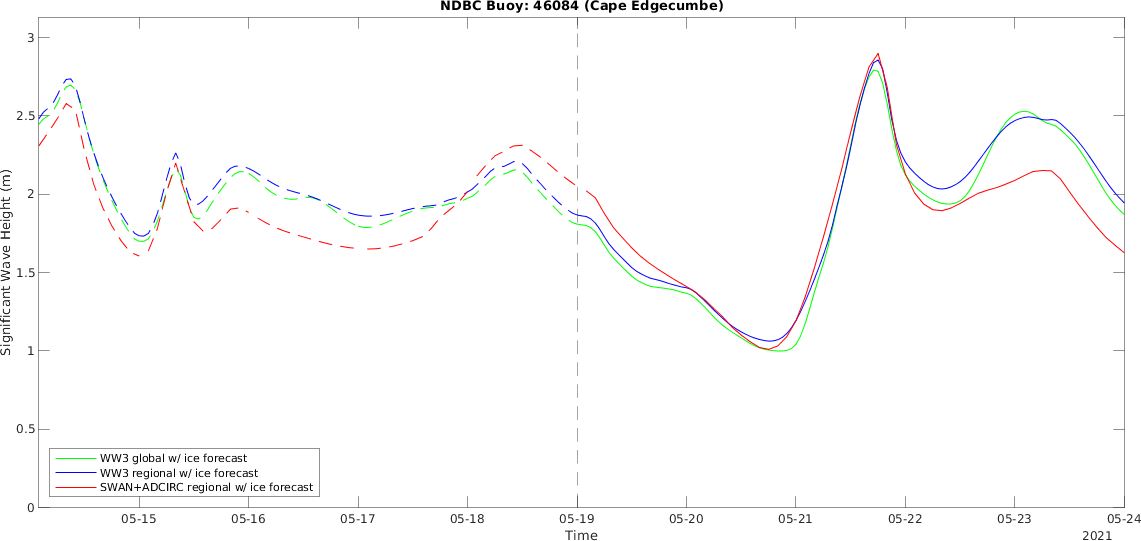 NDBC Buoy: 46084 (Cape Edgecumbe)
Significant Wave Height (m)
3
2.5
2
1.5
1
0.5
0
WW3 global w/ ice forecast
WW3 regional w/ ice forecast
SWAN+ADCIRC regional w/ ice forecast
05-15 05-16 05-17 05-18 05-19 05-20 05-21 05-22 05-23 05-24
Time
2021